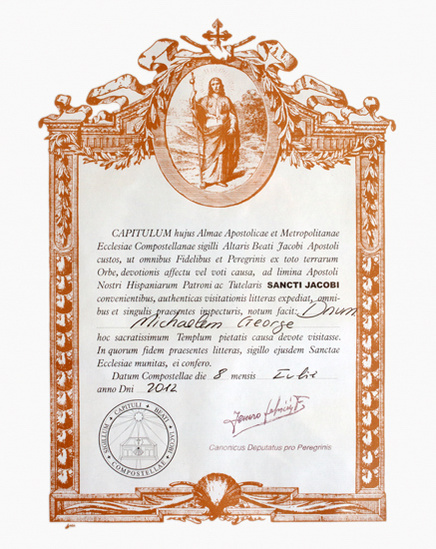 CAPITULUM hujus Almae Apostolicae et Metropolitanae
Ecclesiae Compostellanae sigilli Altaris Beati Jacobi Apostoli
custos, ut omnibus Fidelibus et Peregrinis ex toto terrarum
Orbe, devotionis affectu vel voti causa, ad limina Apostoli
Nostri Hispaniarum Patroni ac Tutelaris SANCTI JACOBI
convenientibus, authenticas visitationis litteras expediat, omni-
bus et singulis praesentes inspecturis, notum facit: Dnum
Michaelem George
hoc sacratissimum Templum pietatis causa devote visitasse.
In quorum fidem praesentes litteras, sigillo ejusdem Sanctae
Ecclesiae munitas, ei confero.
Datum Compostellae die 8 mensis Iulii
anno Dni 2012
SIGILLUM CAPITULI BEATI JACOBI
COMPOSTELLAE
Canonicus Deputatus pro Peregrinis